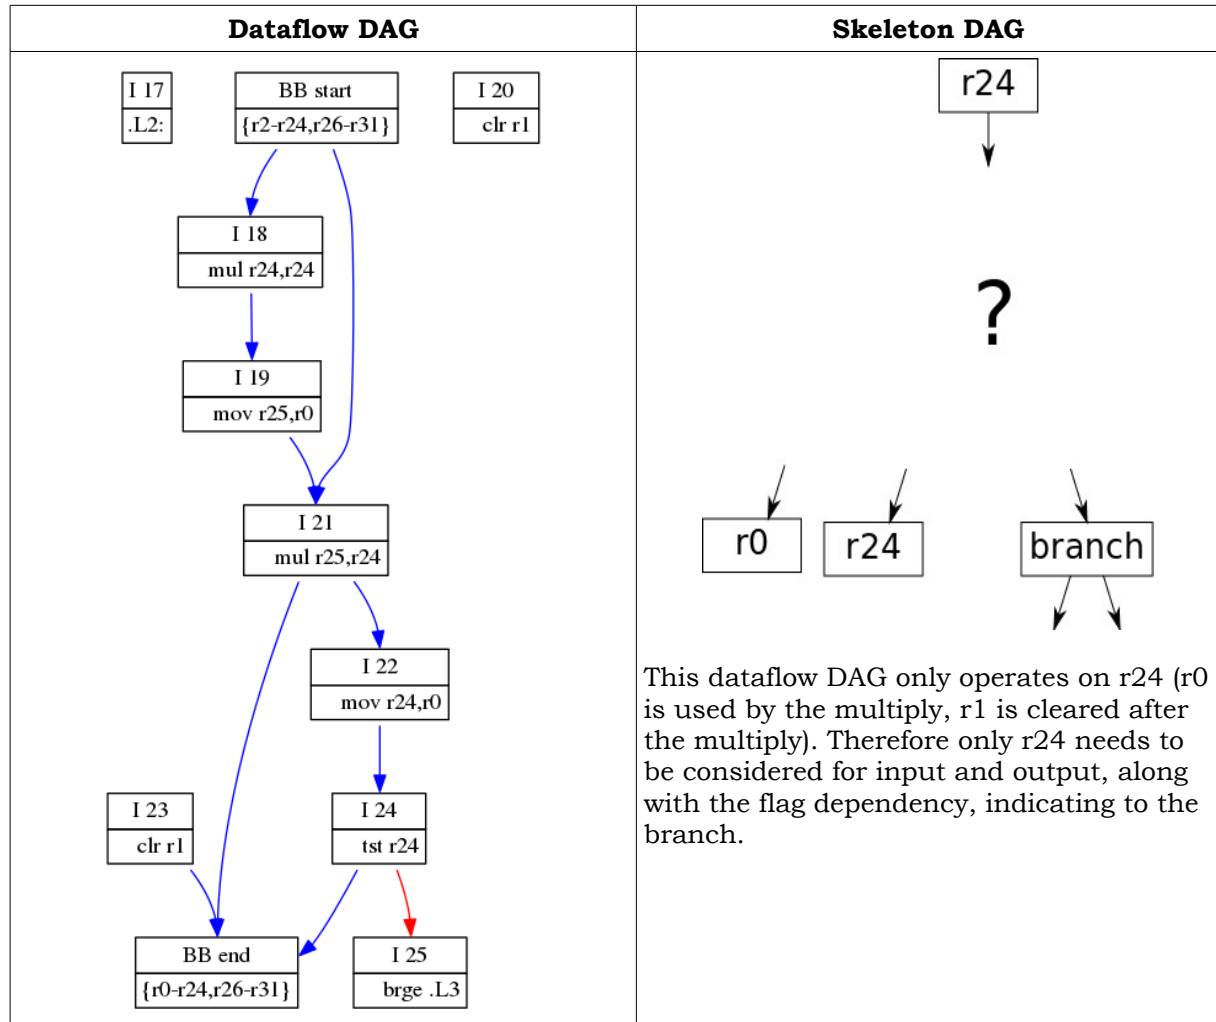 Dataflow DAG
Skeleton DAG
I 17
.L2:
BB start
{r2-r24,r26-r31}
I 20
clr r1
I 18
mul r24,r24
I 19
mov r25,r0
I 21
mul r25,r24
I 22
mov r24,r0
I 23
clr r1
I 24
tst r24
BB end
{r0-r24,r26-r31}
I 25
brge .L3
r24
?
r0
r24
branch
This dataflow DAG only operates on r24 (r0
is used by the multiply, r1 is cleared after
the multiply). Therefore only r24 needs to
be considered for input and output, along
with the flag dependency, indicating to the
branch.